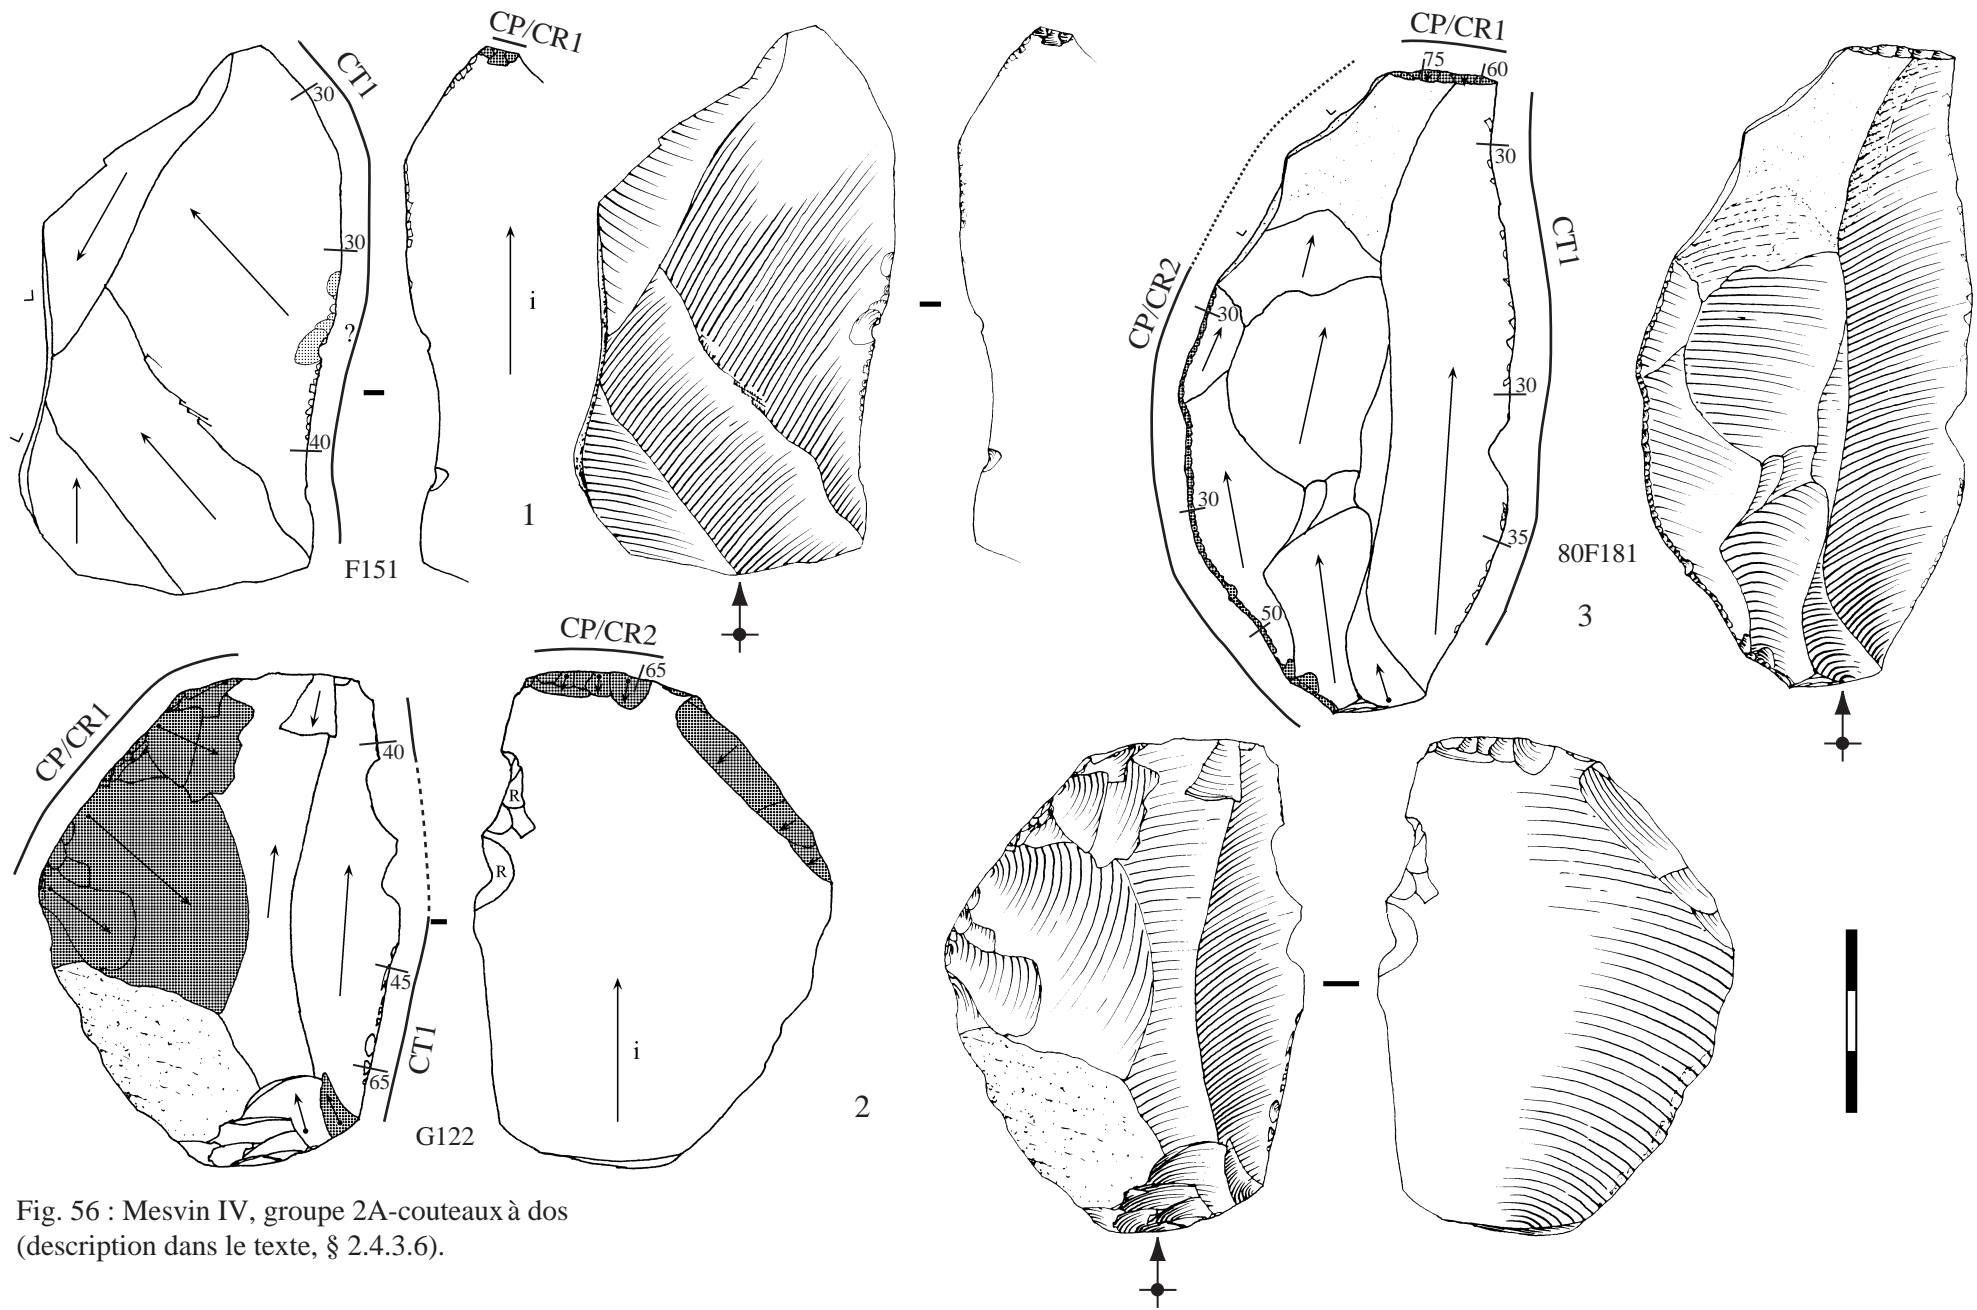 CP/CR1
CT1
30
30
?
40
i
1
F151
CP/CR1
75
60
30
CT1
CP/CR2
30
30
30
35
50
80F181
3
CP/CR2
65
CP/CR1
40
R
R
45
CT1
65
i
G122
2
Fig. 56 : Mesvin IV, groupe 2A-couteaux à dos
(description dans le texte, § 2.4.3.6).